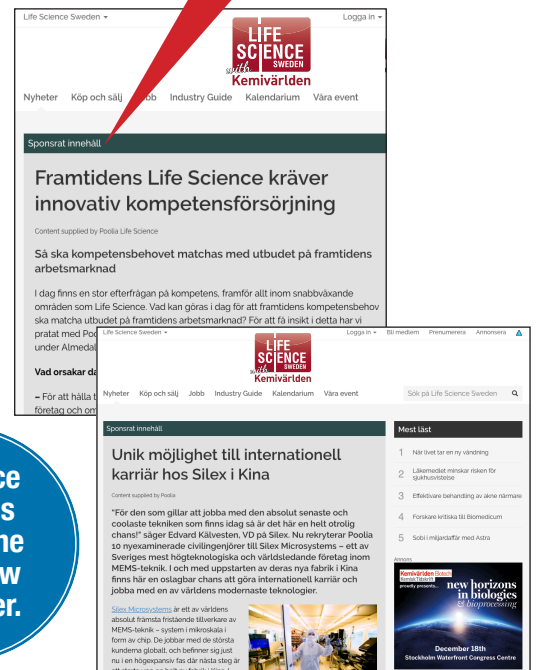 Life Science Sweden
Logga in
LIFE
SCIENCE
SWEDEN
with
Kemivärlden
Nyheter Köp och sälj Industry Guide Kalendarium Våra event
Sponsrat innehåll
Framtidens Life Science kräver
innovativ kompetensförsörjning
Content supplied by Poolia Life Science
Så ska kompetensbehovet matchas med utbudet på framtidens
arbetsmarknad
I dag finns en stor efterfrågan på kompetens, framför allt inom snabbväxande
områden som Life Science. Vad kan göras i dag för att framtidens kompetensbehov
ska matcha utbudet på framtidens arbetsmarknad? För att få insikt i detta har vi
pratat med
under
Vad orsakar
– För att hålla
företag och
Life Science Sweden
Logga in Bli medlem Prenumerera Annonsera
LIFE
SCIENCE
SWEDEN
with
Kemivärlden
Nyheter Köp och sälj Jobb Industry Guide Kalendarium Våra event
Sök på Life Science Sweden
Sponsrat innehåll
Unik möjlighet till internationell
karriär hos Silex i Kina
Content supplied by Poolia
"För den som gillar att jobba med den absolut senaste och
coolaste tekniken som finns idag så är det här en helt otrolig
chans!" säger Edvard Kälvesten, VD på Silex. Nu rekryterar Poolia
10 nyexaminerade civilingenjörer till Silex Microsystems – ett av
Sveriges mest högteknologiska och världsledande företag inom
MEMS-teknik. I och med uppstarten av deras nya fabrik i Kina
finns här en oslagbar chans att göra internationell karriär och
jobba med en av världens modernaste teknologier.
Silex Microsystems är ett av världens
absolut främsta fristående tillverkare av
MEMS-teknik – system i mikroskala i
form av chip. De jobbar med de största
kunderna globalt, och befinner sig just
nu i en högexpansiv fas där nästa steg är
Mest läst
1 När livet tar en ny vändning
2 Läkemedlet minskar risken för
sjukhusvistelse
3 Effektivare behandling av akne närmare
4 Forskare kritiska till Biomedicum
5 Sobi i miljardaffär med Astra
Annons
Kemivärlden Biotech
Kemisk Tidskrift
proudly presents...
new horizons
in biologics
& bioprocessing
December 18th
Stockholm Waterfront Congress Centre